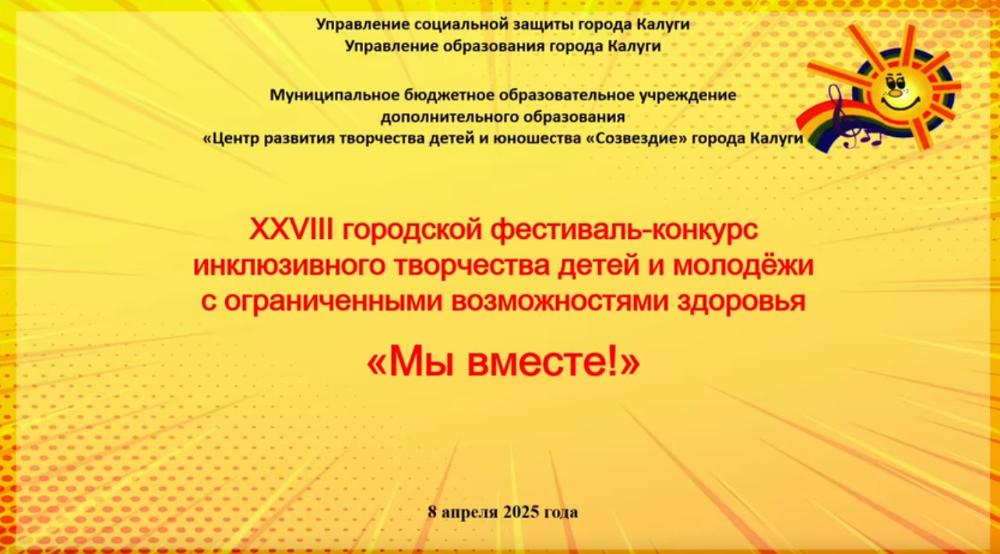 Управление социальной защиты города Калуги
Управление образования города Калуги
Муниципальное бюджетное образовательное учреждение
дополнительного образования
«Центр развития творчества детей и юношества «Созвездие» города Калуги
XXVIII городской фестиваль-конкурс
инклюзивного творчества детей и молодёжи
с ограниченными возможностями здоровья
«Мы вместе!»
8 апреля 2025 года